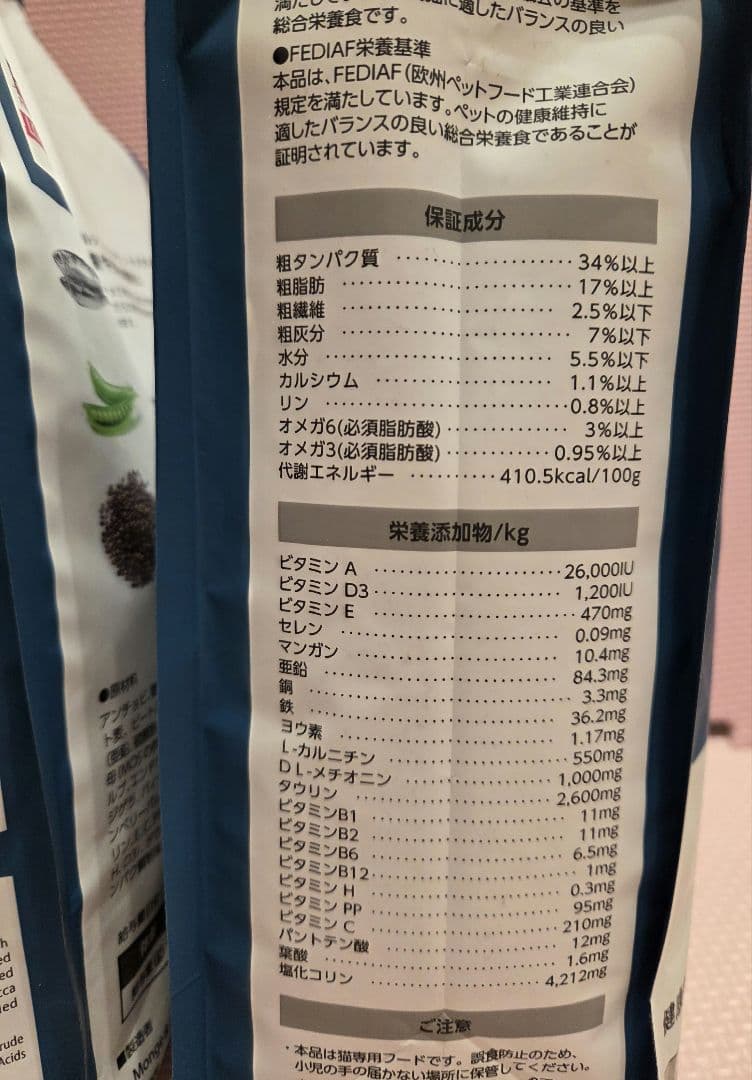 総合栄養食です。
●FEDIAF栄養基準
本品は、FEDIAF(欧州ペットフード工業連合会)
規定を満たしています。ペットの健康維持に
適したバランスの良い総合栄養食であることが
証明されています。
保証成分
粗タンパク質 34%以上
粗脂肪 17%以上
粗繊維 2.5%以下
粗灰分 7%以下
水分 5.5%以下
カルシウム 1.1%以上
リン 0.8%以上
オメガ6(必須脂肪酸) 3%以上
オメガ3(必須脂肪酸) 0.95%以上
代謝エネルギー 410.5kcal/100g
栄養添加物/kg
ビタミン A 26,000IU
ビタミン D3 1,200IU
ビタミン E 470mg
セレン 0.09mg
マンガン 10.4mg
亜鉛 84.3mg
銅 3.3mg
鉄 36.2mg
ヨウ素 1.17mg
L-カルニチン 550mg
DL-メチオニン 1,000mg
タウリン 2,600mg
ビタミンB1 11mg
ビタミンB2 11mg
ビタミンB6 6.5mg
ビタミンB12 1mg
ビタミン H 0.3mg
ビタミン PP 95mg
ビタミン C 210mg
パントテン酸 12mg
葉酸 1.6mg
塩化コリン 4,212mg
ご注意
・本品は猫専用フードです。誤食防止のため、
小児の手の届かない場所に保管してください。
●原材料
■製造者